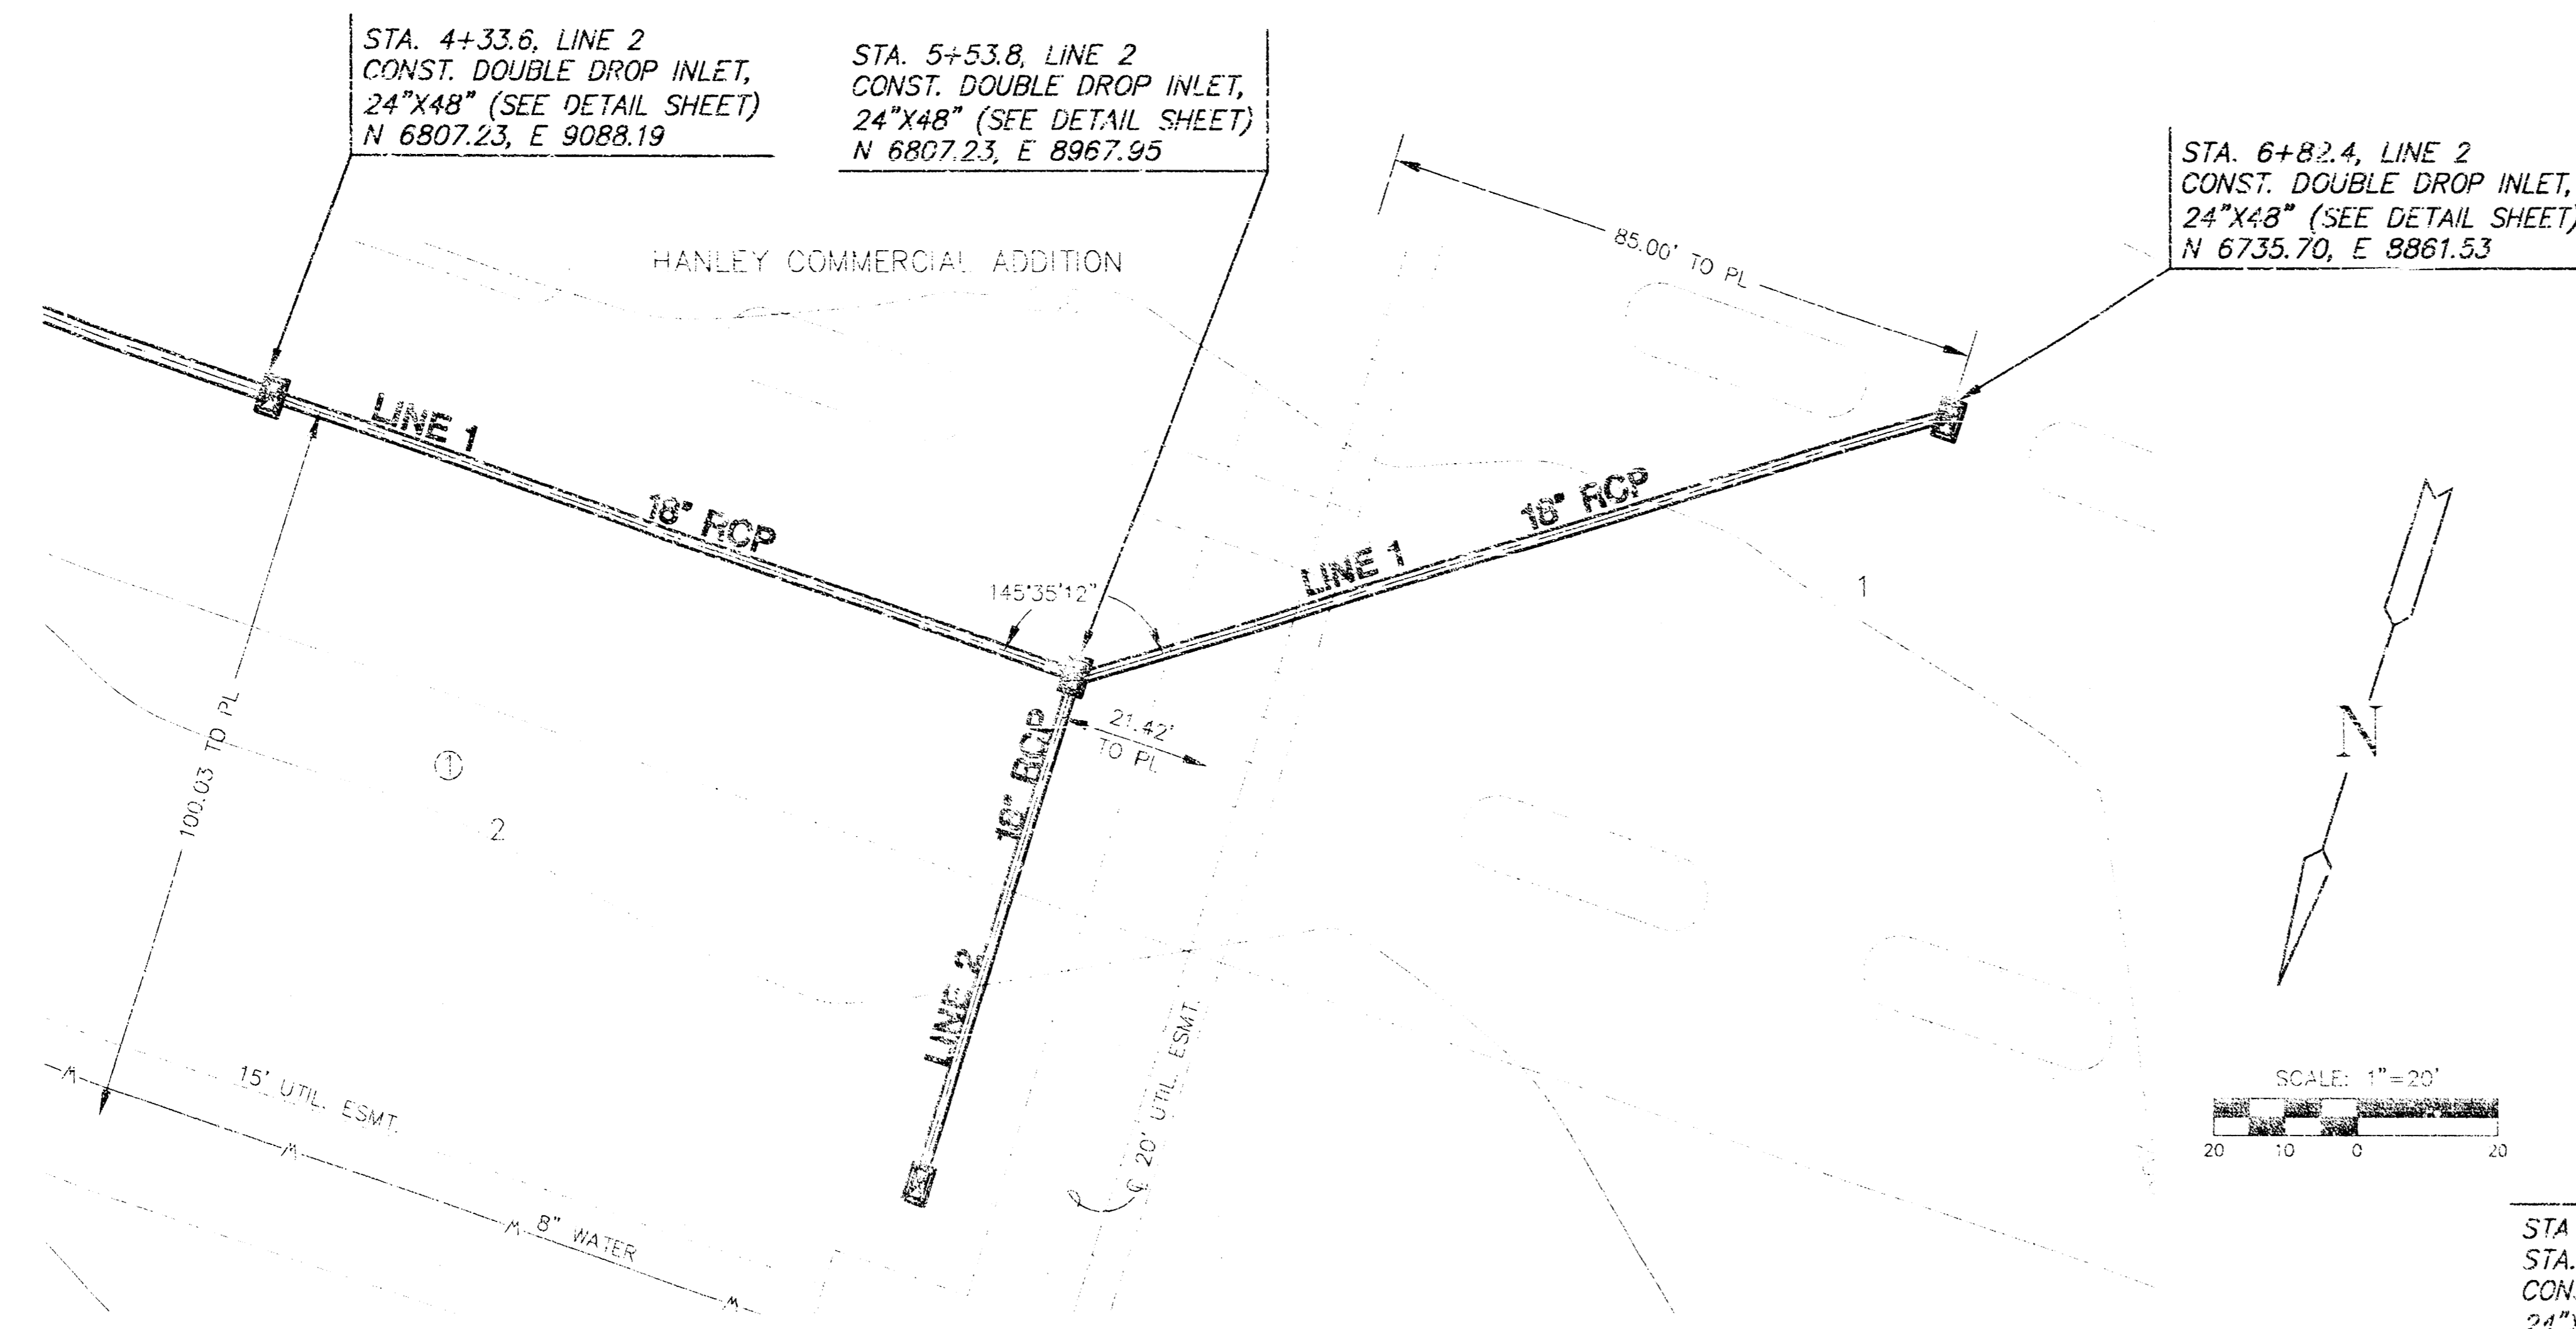 STA. 4+33.6, LINE 2
CONST. DOUBLE DROP INLET,
24"X48" (SEE DETAIL SHEET)
N 6807.23, E 9088.19
STA. 5+53.8, LINE 2
CONST. DOUBLE DROP INLET,
24"X48" (SEE DETAIL SHEET)
N 6807.23, E 8967.95
STA. 6+82.4, LINE 2
CONST. DOUBLE DROP INLET,
24"X48" (SEE DETAIL SHEET)
N 6735.70, E 8861.53
85.00' TO PL
HANLEY COMMERCIAL ADDITION
LINE 1
18" RCP
145°35'12"
LINE 1
18" RCP
1
21.42'
TO PL
18" RCP
LINE 2
100.03 TO PL
1
2
N
15' UTIL. ESMT.
8" WATER
W
W
W
W
℄ 20' UTIL. ESMT.
SCALE: 1"=20'
20 10 0 20
STA
STA.
CON
24"